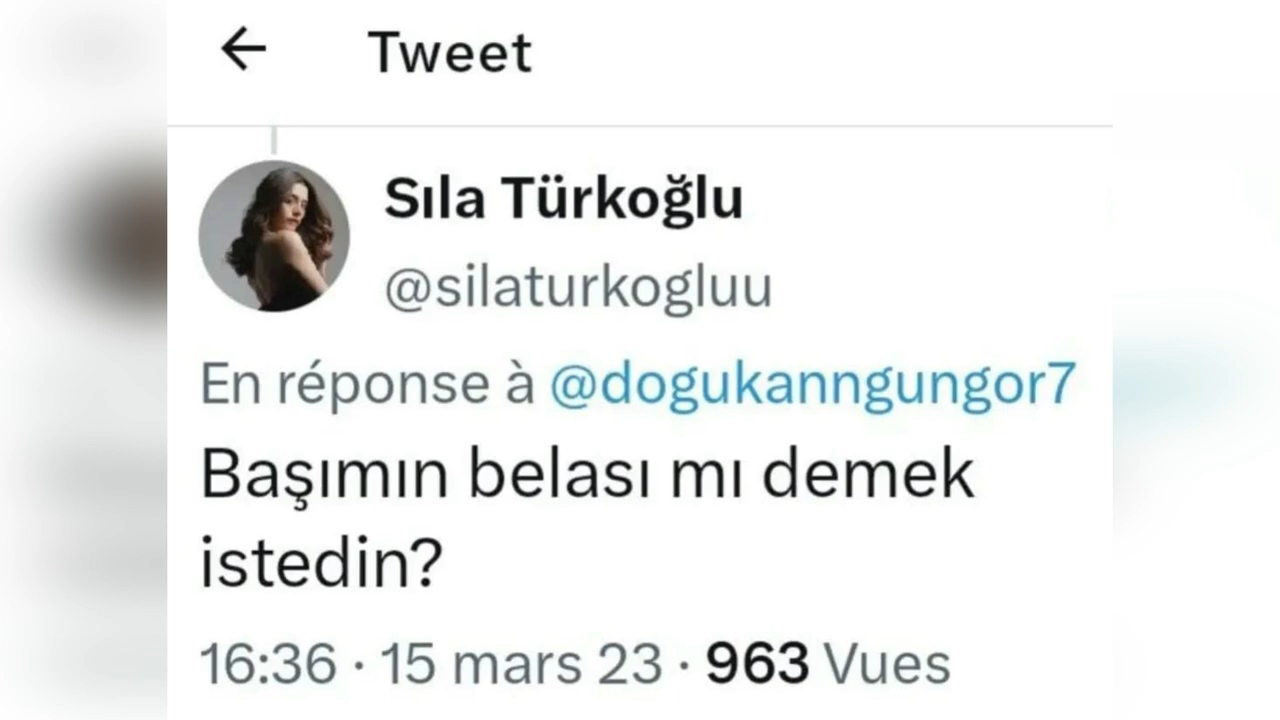 Tweet
Sıla Türkoğlu
@silaturkogluu
En réponse à @dogukanngungor7
Başımın belası mı demek
istedin?
16:36 · 15 mars 23 · 963 Vues